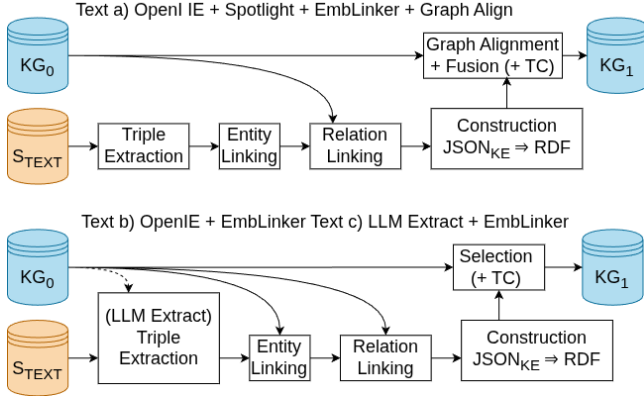 Text a) OpenI IE + Spotlight + EmbLinker + Graph Align
KG0
Graph Alignment
+ Fusion (+ TC)
KG1
STEXT
Triple
Extraction
Entity
Linking
Relation
Linking
Construction
JSONKE ⇒ RDF
Text b) OpenIE + EmbLinker Text c) LLM Extract + EmbLinker
KG0
Selection
(+ TC)
KG1
(LLM Extract)
Triple
Extraction
STEXT
Entity
Linking
Relation
Linking
Construction
JSONKE ⇒ RDF